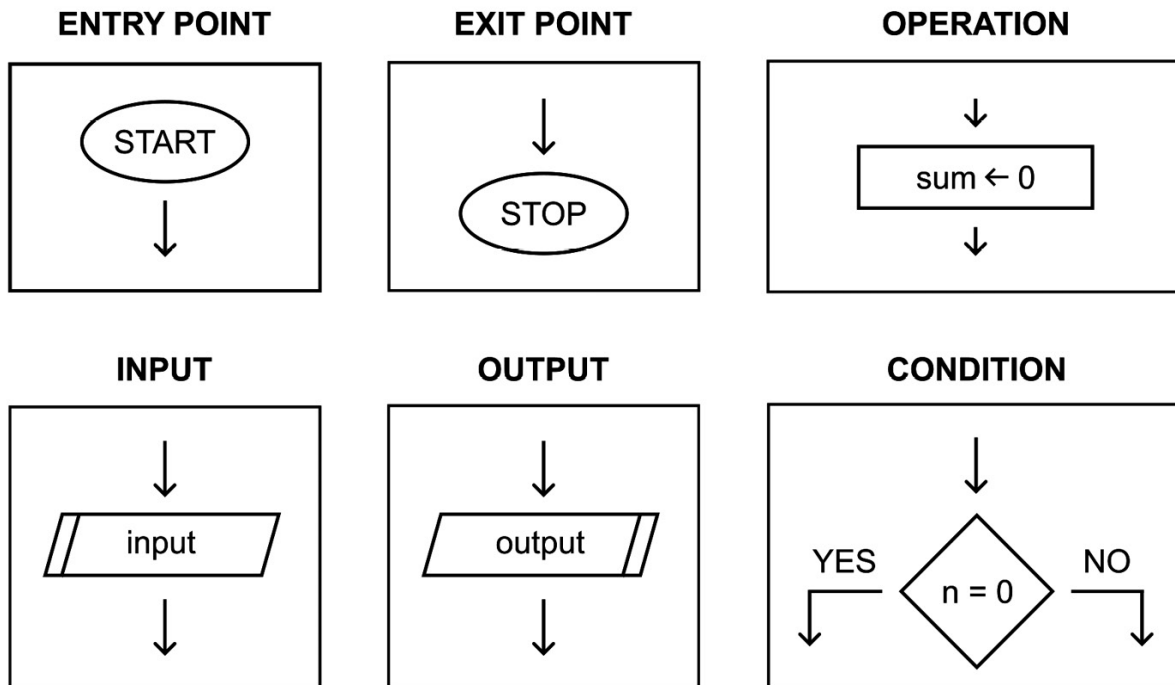 ENTRY POINT
START
EXIT POINT
STOP
OPERATION
sum ← 0
INPUT
input
OUTPUT
output
CONDITION
YES
n = 0
NO